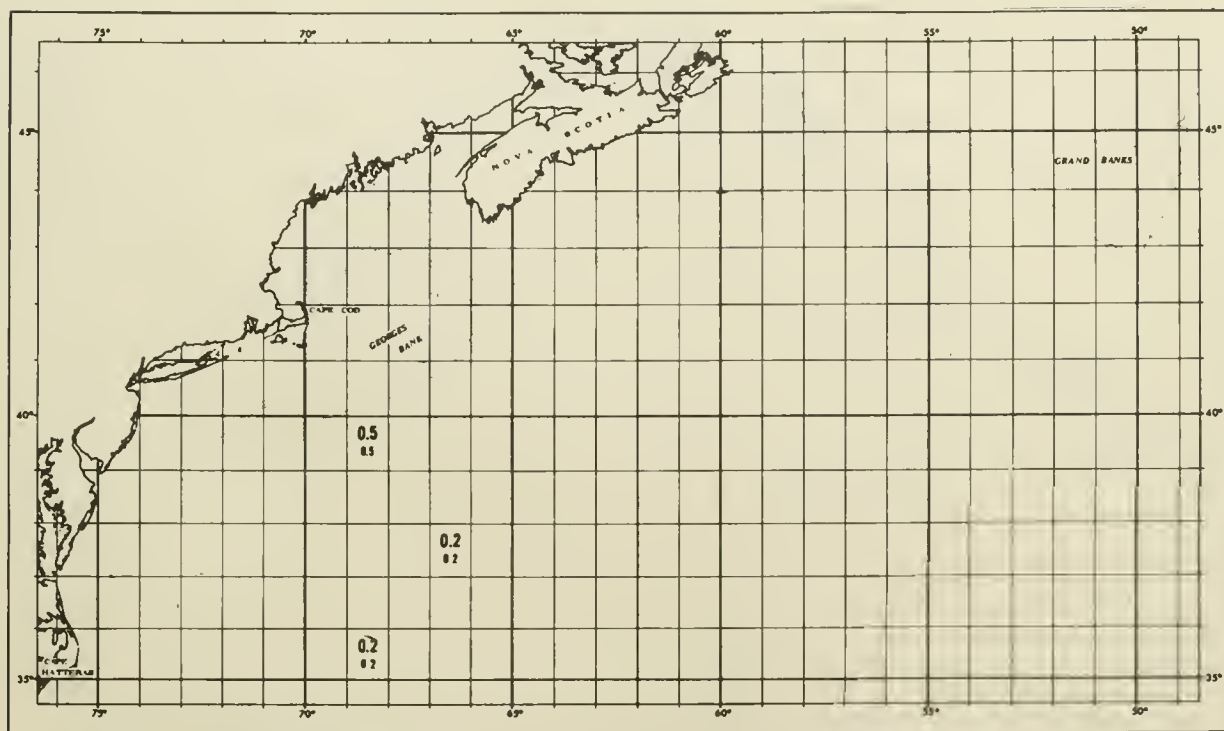 75° 70° 65° 60° 55° 50°
45° 45°
NOVA SCOTIA
GRAND BANKS
CAPE COD
GEORGES
BANK
40° 40°
0.5
0.5
0.2
0.2
0.2
0.2
CAPE
HATTERAS
35° 35°
75° 70° 65° 60° 55° 50°